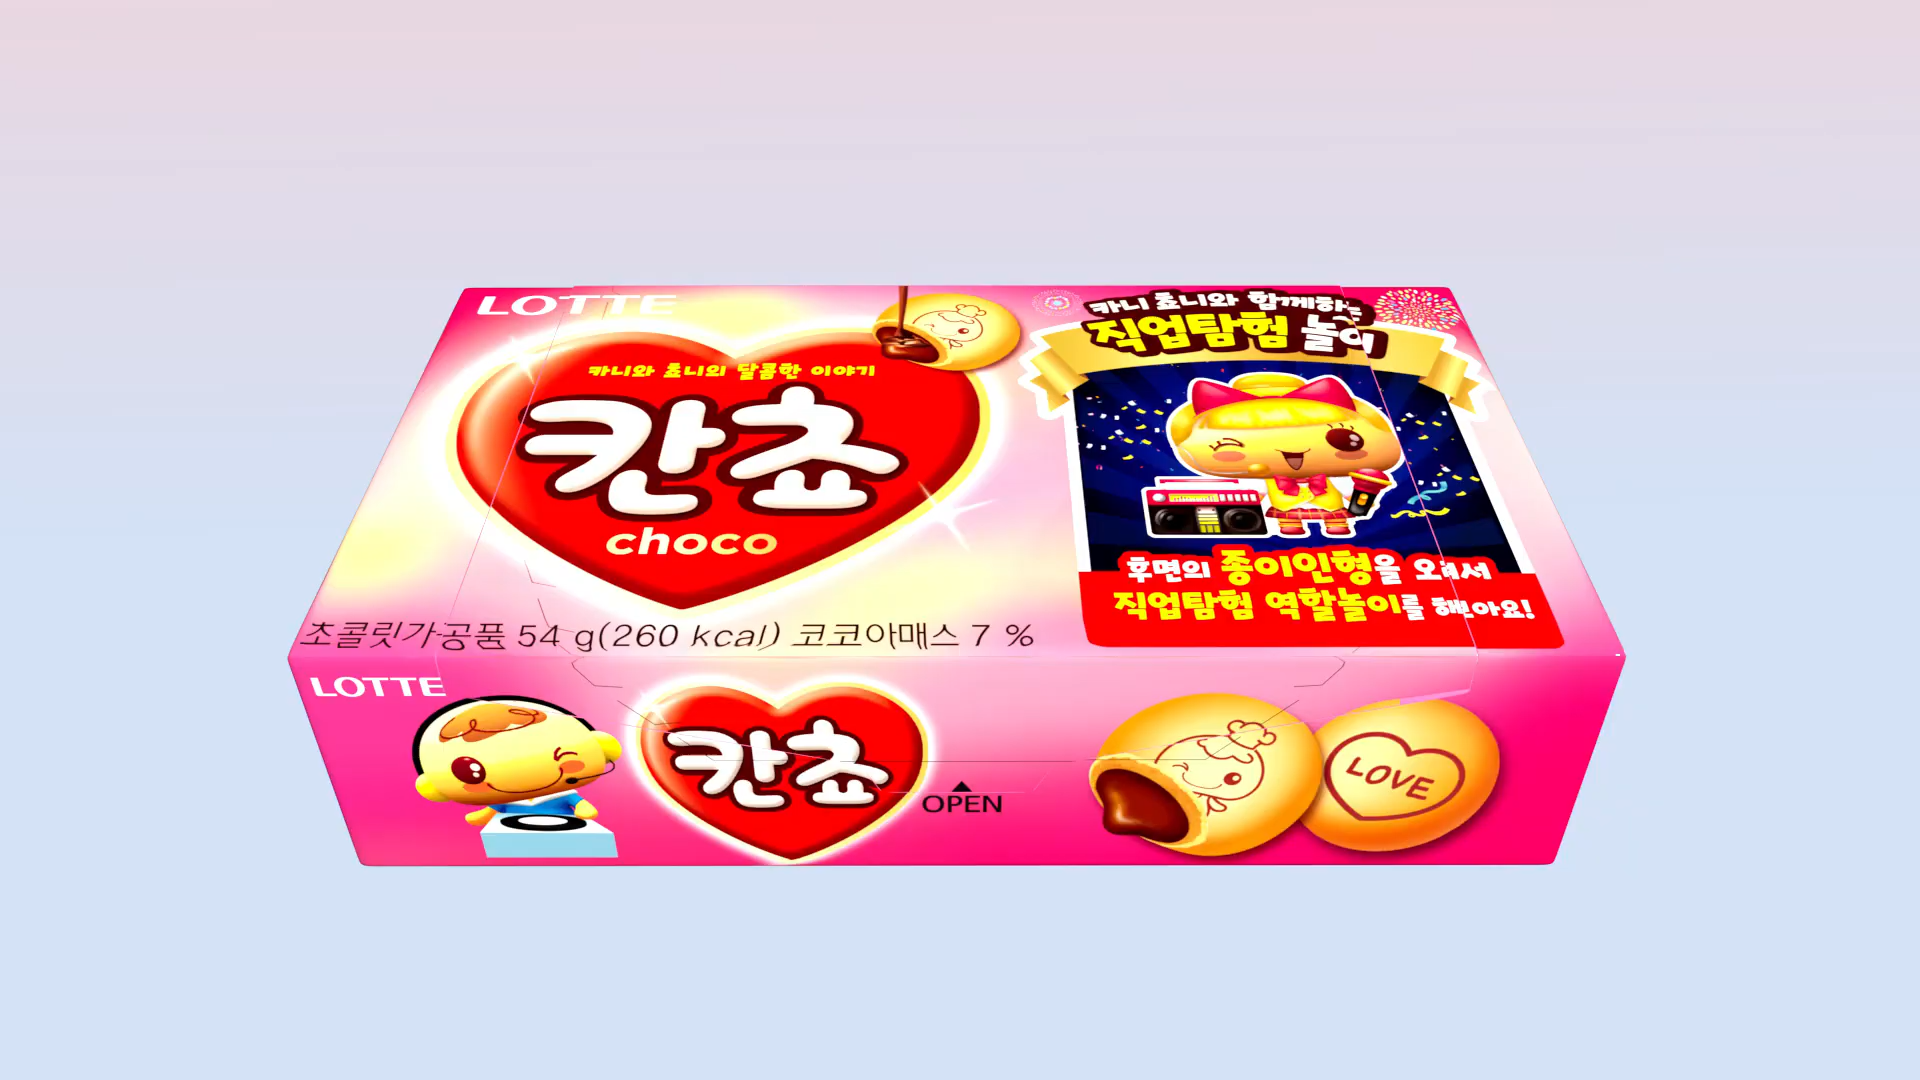 LOTTE
카니와 쵸니의 달콤한 이야기
칸쵸
choco
초콜릿가공품 54 g(260 kcal) 코코아매스 7 %
카니 쵸니와 함께하는
직업탐험 놀이
후면의 종이인형을 오려서
직업탐험 역할놀이를 해보아요!
LOTTE
칸쵸
OPEN
LOVE